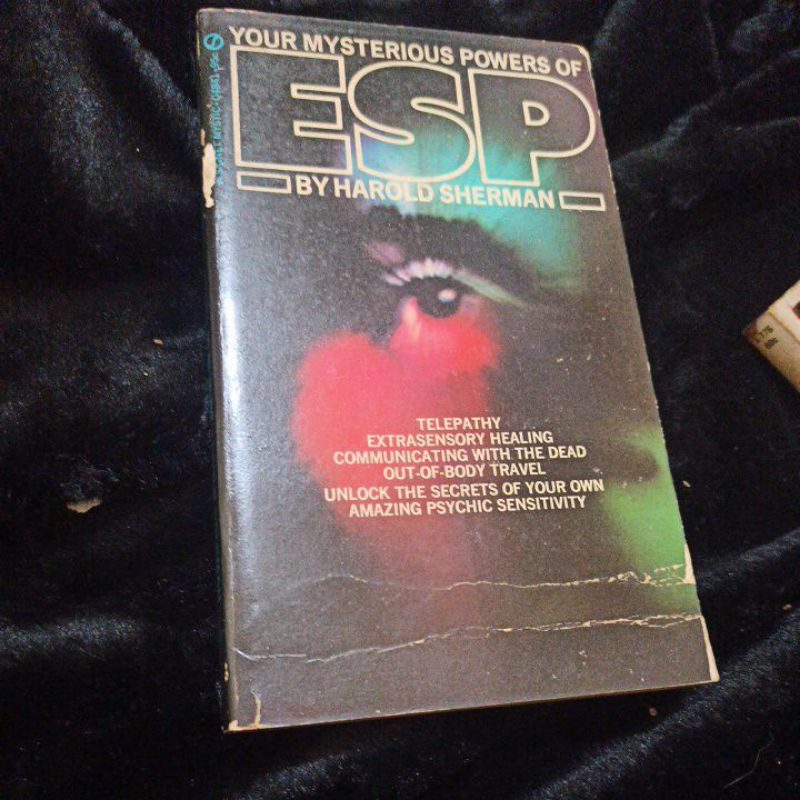 YOUR MYSTERIOUS POWERS OF
ESP
BY HAROLD SHERMAN
TELEPATHY
EXTRASENSORY HEALING
COMMUNICATING WITH THE DEAD
OUT-OF-BODY TRAVEL
UNLOCK THE SECRETS OF YOUR OWN
AMAZING PSYCHIC SENSITIVITY